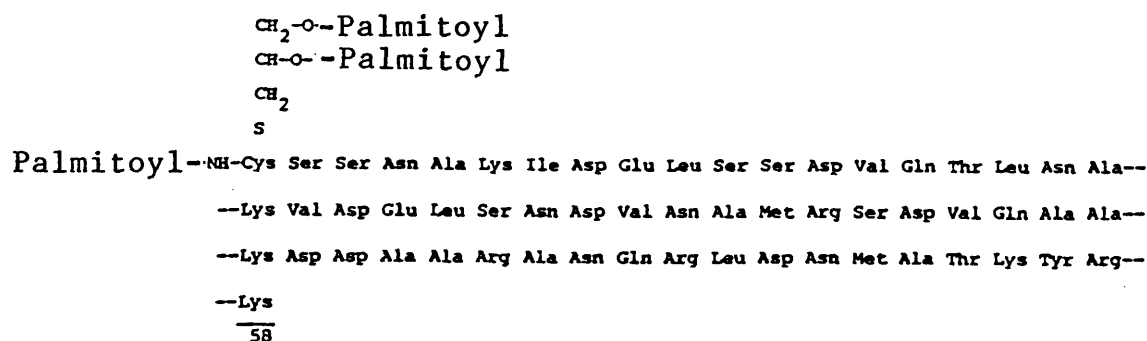 CH2-O--Palmitoyl
CH-O--Palmitoyl
CH2
S
Palmitoyl--NH-Cys Ser Ser Asn Ala Lys Ile Asp Glu Leu Ser Ser Asp Val Gln Thr Leu Asn Ala--
--Lys Val Asp Glu Leu Ser Asn Asp Val Asn Ala Met Arg Ser Asp Val Gln Ala Ala--
--Lys Asp Asp Ala Ala Arg Ala Asn Gln Arg Leu Asp Asn Met Ala Thr Lys Tyr Arg--
--Lys
58